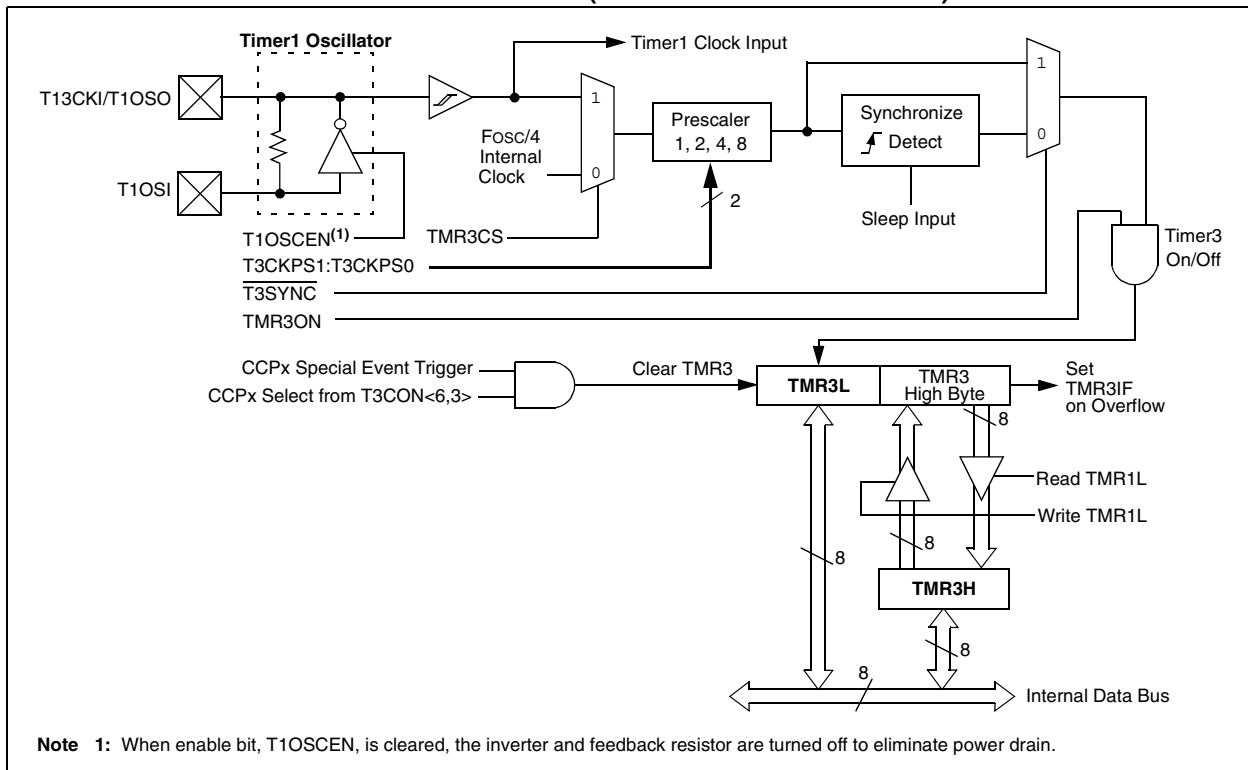 Timer1 Oscillator
Timer1 Clock Input
T13CKI/T1OSO
1
1
FOSC/4
Internal
Clock
0
Prescaler
1, 2, 4, 8
Synchronize
Detect
0
T1OSI
2
Sleep Input
T1OSCEN(1)
TMR3CS
Timer3
On/Off
T3CKPS1:T3CKPS0
T3SYNC
TMR3ON
CCPx Special Event Trigger
CCPx Select from T3CON<6,3>
Clear TMR3
TMR3L
TMR3
High Byte
Set
TMR3IF
on Overflow
8
Read TMR1L
Write TMR1L
8
8
TMR3H
8
8
Internal Data Bus
Note 1: When enable bit, T1OSCEN, is cleared, the inverter and feedback resistor are turned off to eliminate power drain.